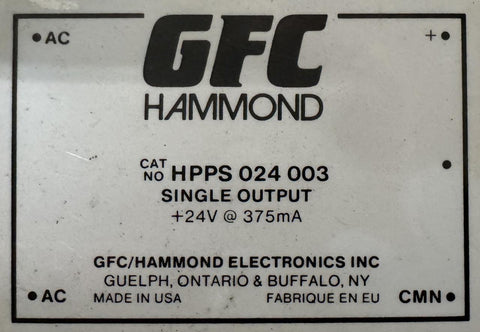 • AC
+ •
GFC
HAMMOND
CAT NO HPPS 024 003
SINGLE OUTPUT
+24V @ 375mA
GFC/HAMMOND ELECTRONICS INC
GUELPH, ONTARIO & BUFFALO, NY
• AC MADE IN USA FABRIQUE EN EU CMN •